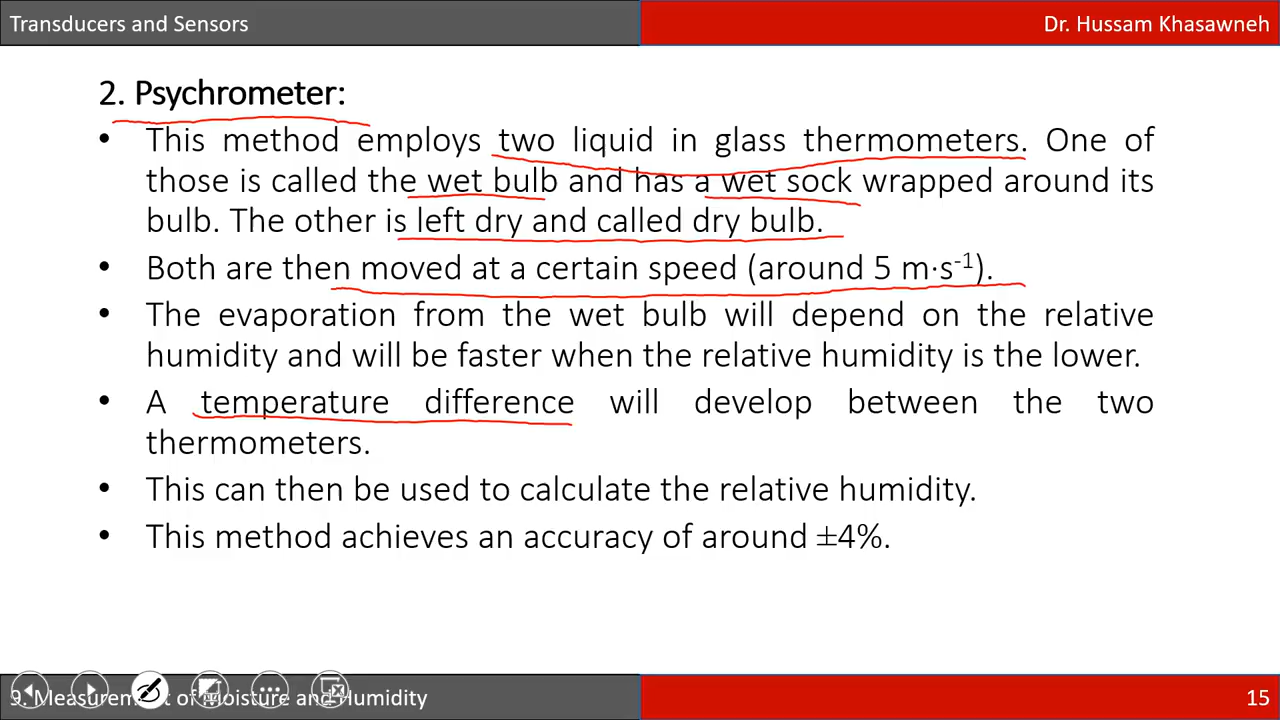 Transducers and Sensors
Dr. Hussam Khasawneh
2. Psychrometer:
• This method employs two liquid in glass thermometers. One of
those is called the wet bulb and has a wet sock wrapped around its
bulb. The other is left dry and called dry bulb.
• Both are then moved at a certain speed (around 5 m·s⁻¹).
• The evaporation from the wet bulb will depend on the relative
humidity and will be faster when the relative humidity is the lower.
• A temperature difference will develop between the two
thermometers.
• This can then be used to calculate the relative humidity.
• This method achieves an accuracy of around ±4%.
9. Measurement of Moisture and Humidity
15